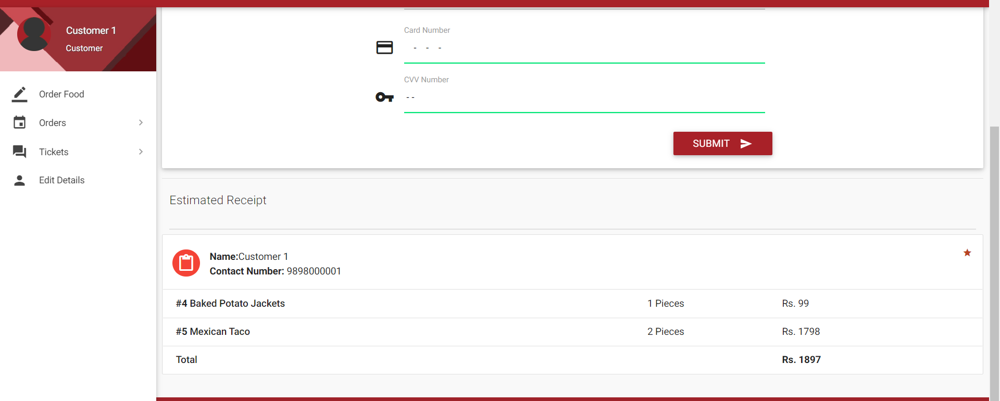 Customer 1
Customer
Order Food
Orders
Tickets
Edit Details
Card Number
- - -
CVV Number
--
SUBMIT
Estimated Receipt
Name:Customer 1
Contact Number: 9898000001
#4 Baked Potato Jackets 1 Pieces Rs. 99
#5 Mexican Taco 2 Pieces Rs. 1798
Total Rs. 1897